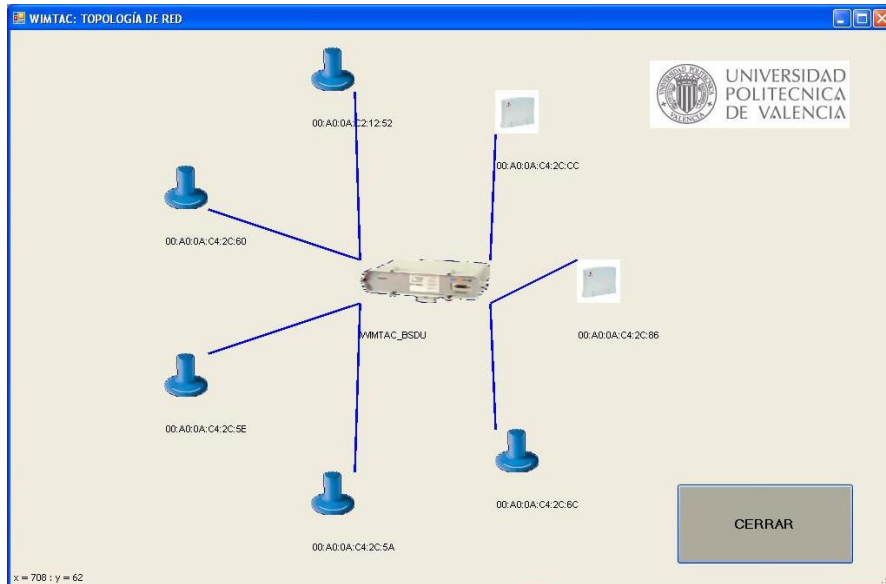 WIMTAC: TOPOLOGÍA DE RED
UNIVERSIDAD
POLITECNICA
DE VALENCIA
00:A0:0A:C2:12:52
00:A0:0A:C4:2C:CC
00:A0:0A:C4:2C:60
WIMTAC_BSDU
00:A0:0A:C4:2C:86
00:A0:0A:C4:2C:5E
00:A0:0A:C4:2C:6C
CERRAR
00:A0:0A:C4:2C:5A
x = 708 : y = 62